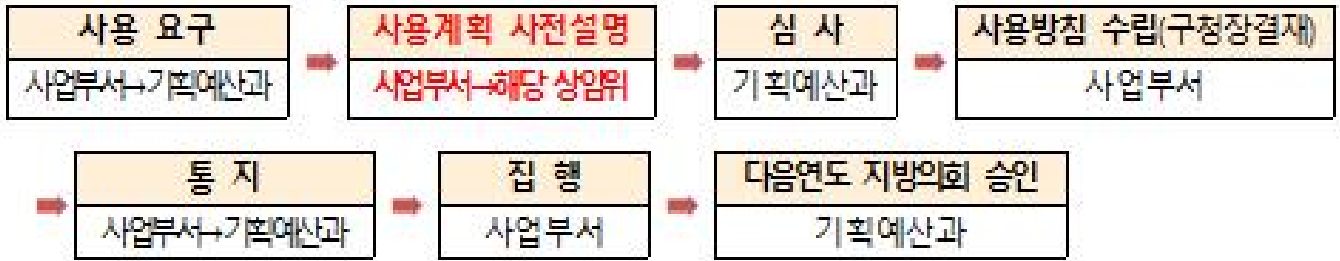 사용 요구
사업부서→기획예산과
사용계획 사전설명
사업부서→해당 상임위
심 사
기획예산과
사용방침 수립(구청장결재)
사업부서
통 지
사업부서→기획예산과
집 행
사업부서
다음연도 지방의회 승인
기획예산과